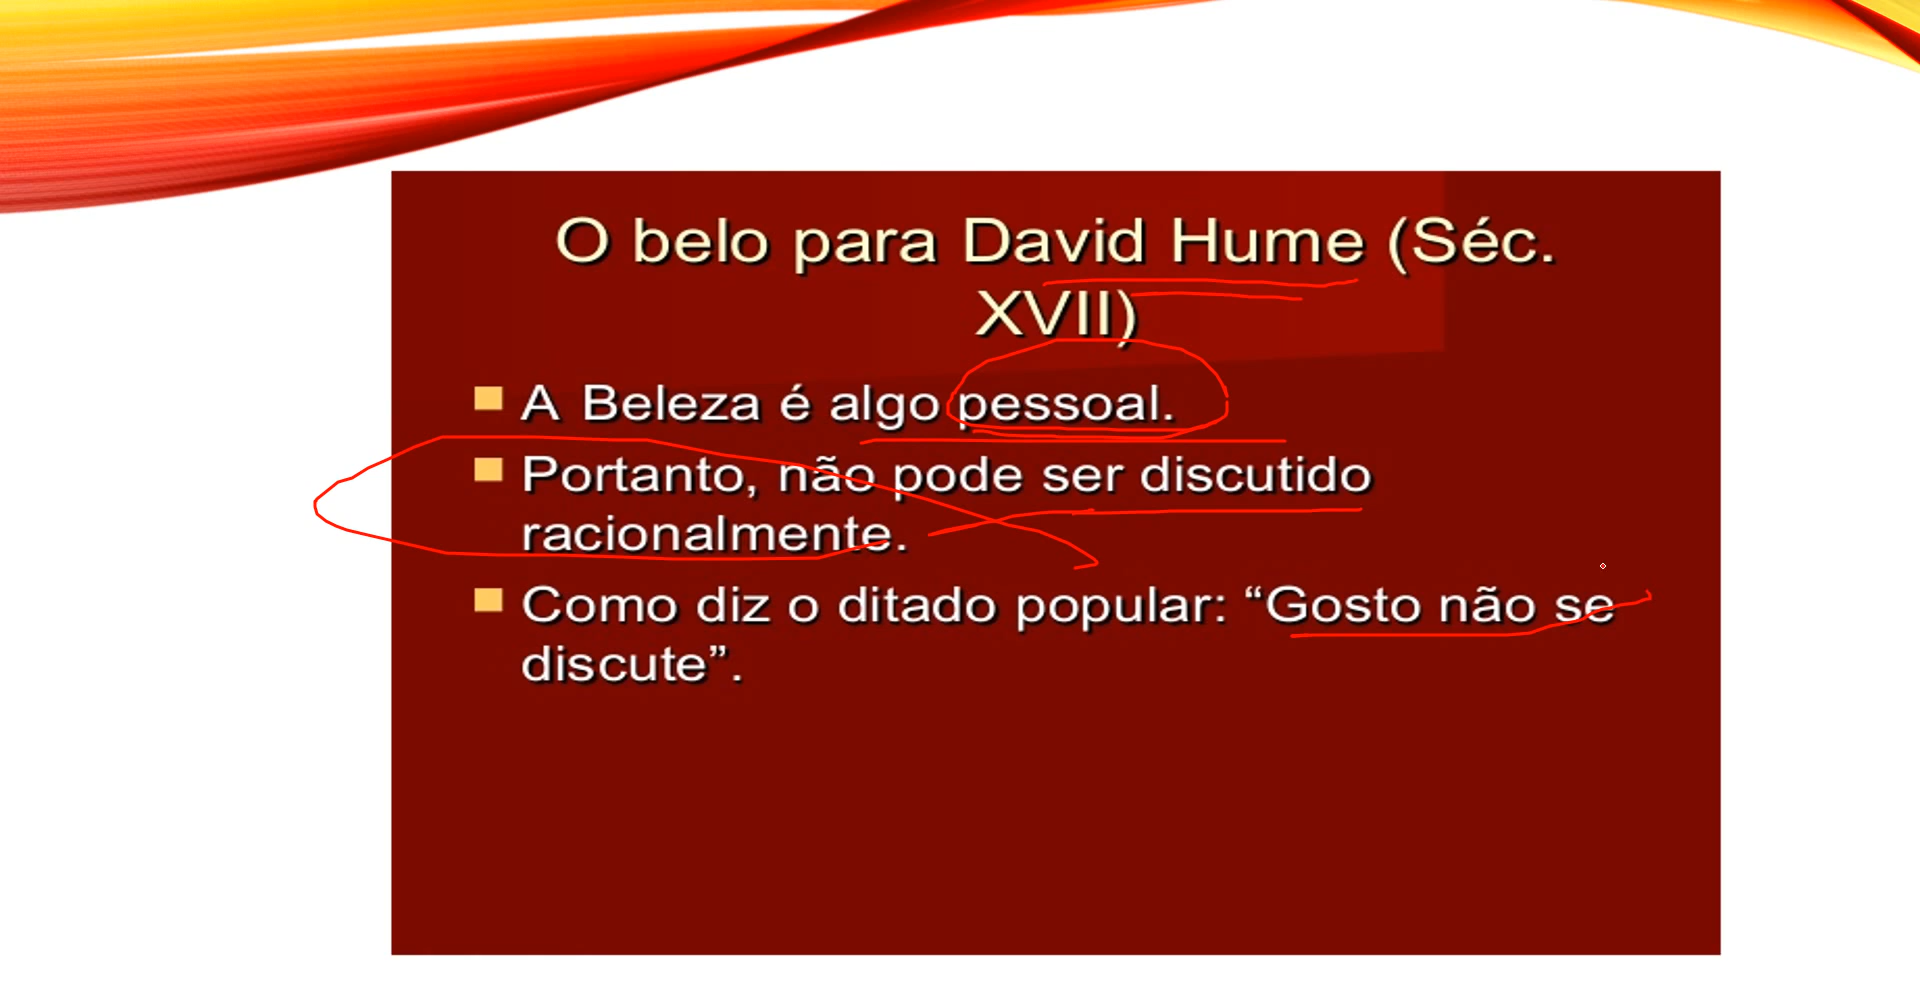 O belo para David Hume (Séc.
XVII)
A Beleza é algo pessoal.
Portanto, não pode ser discutido
racionalmente.
Como diz o ditado popular: “Gosto não se
discute”.